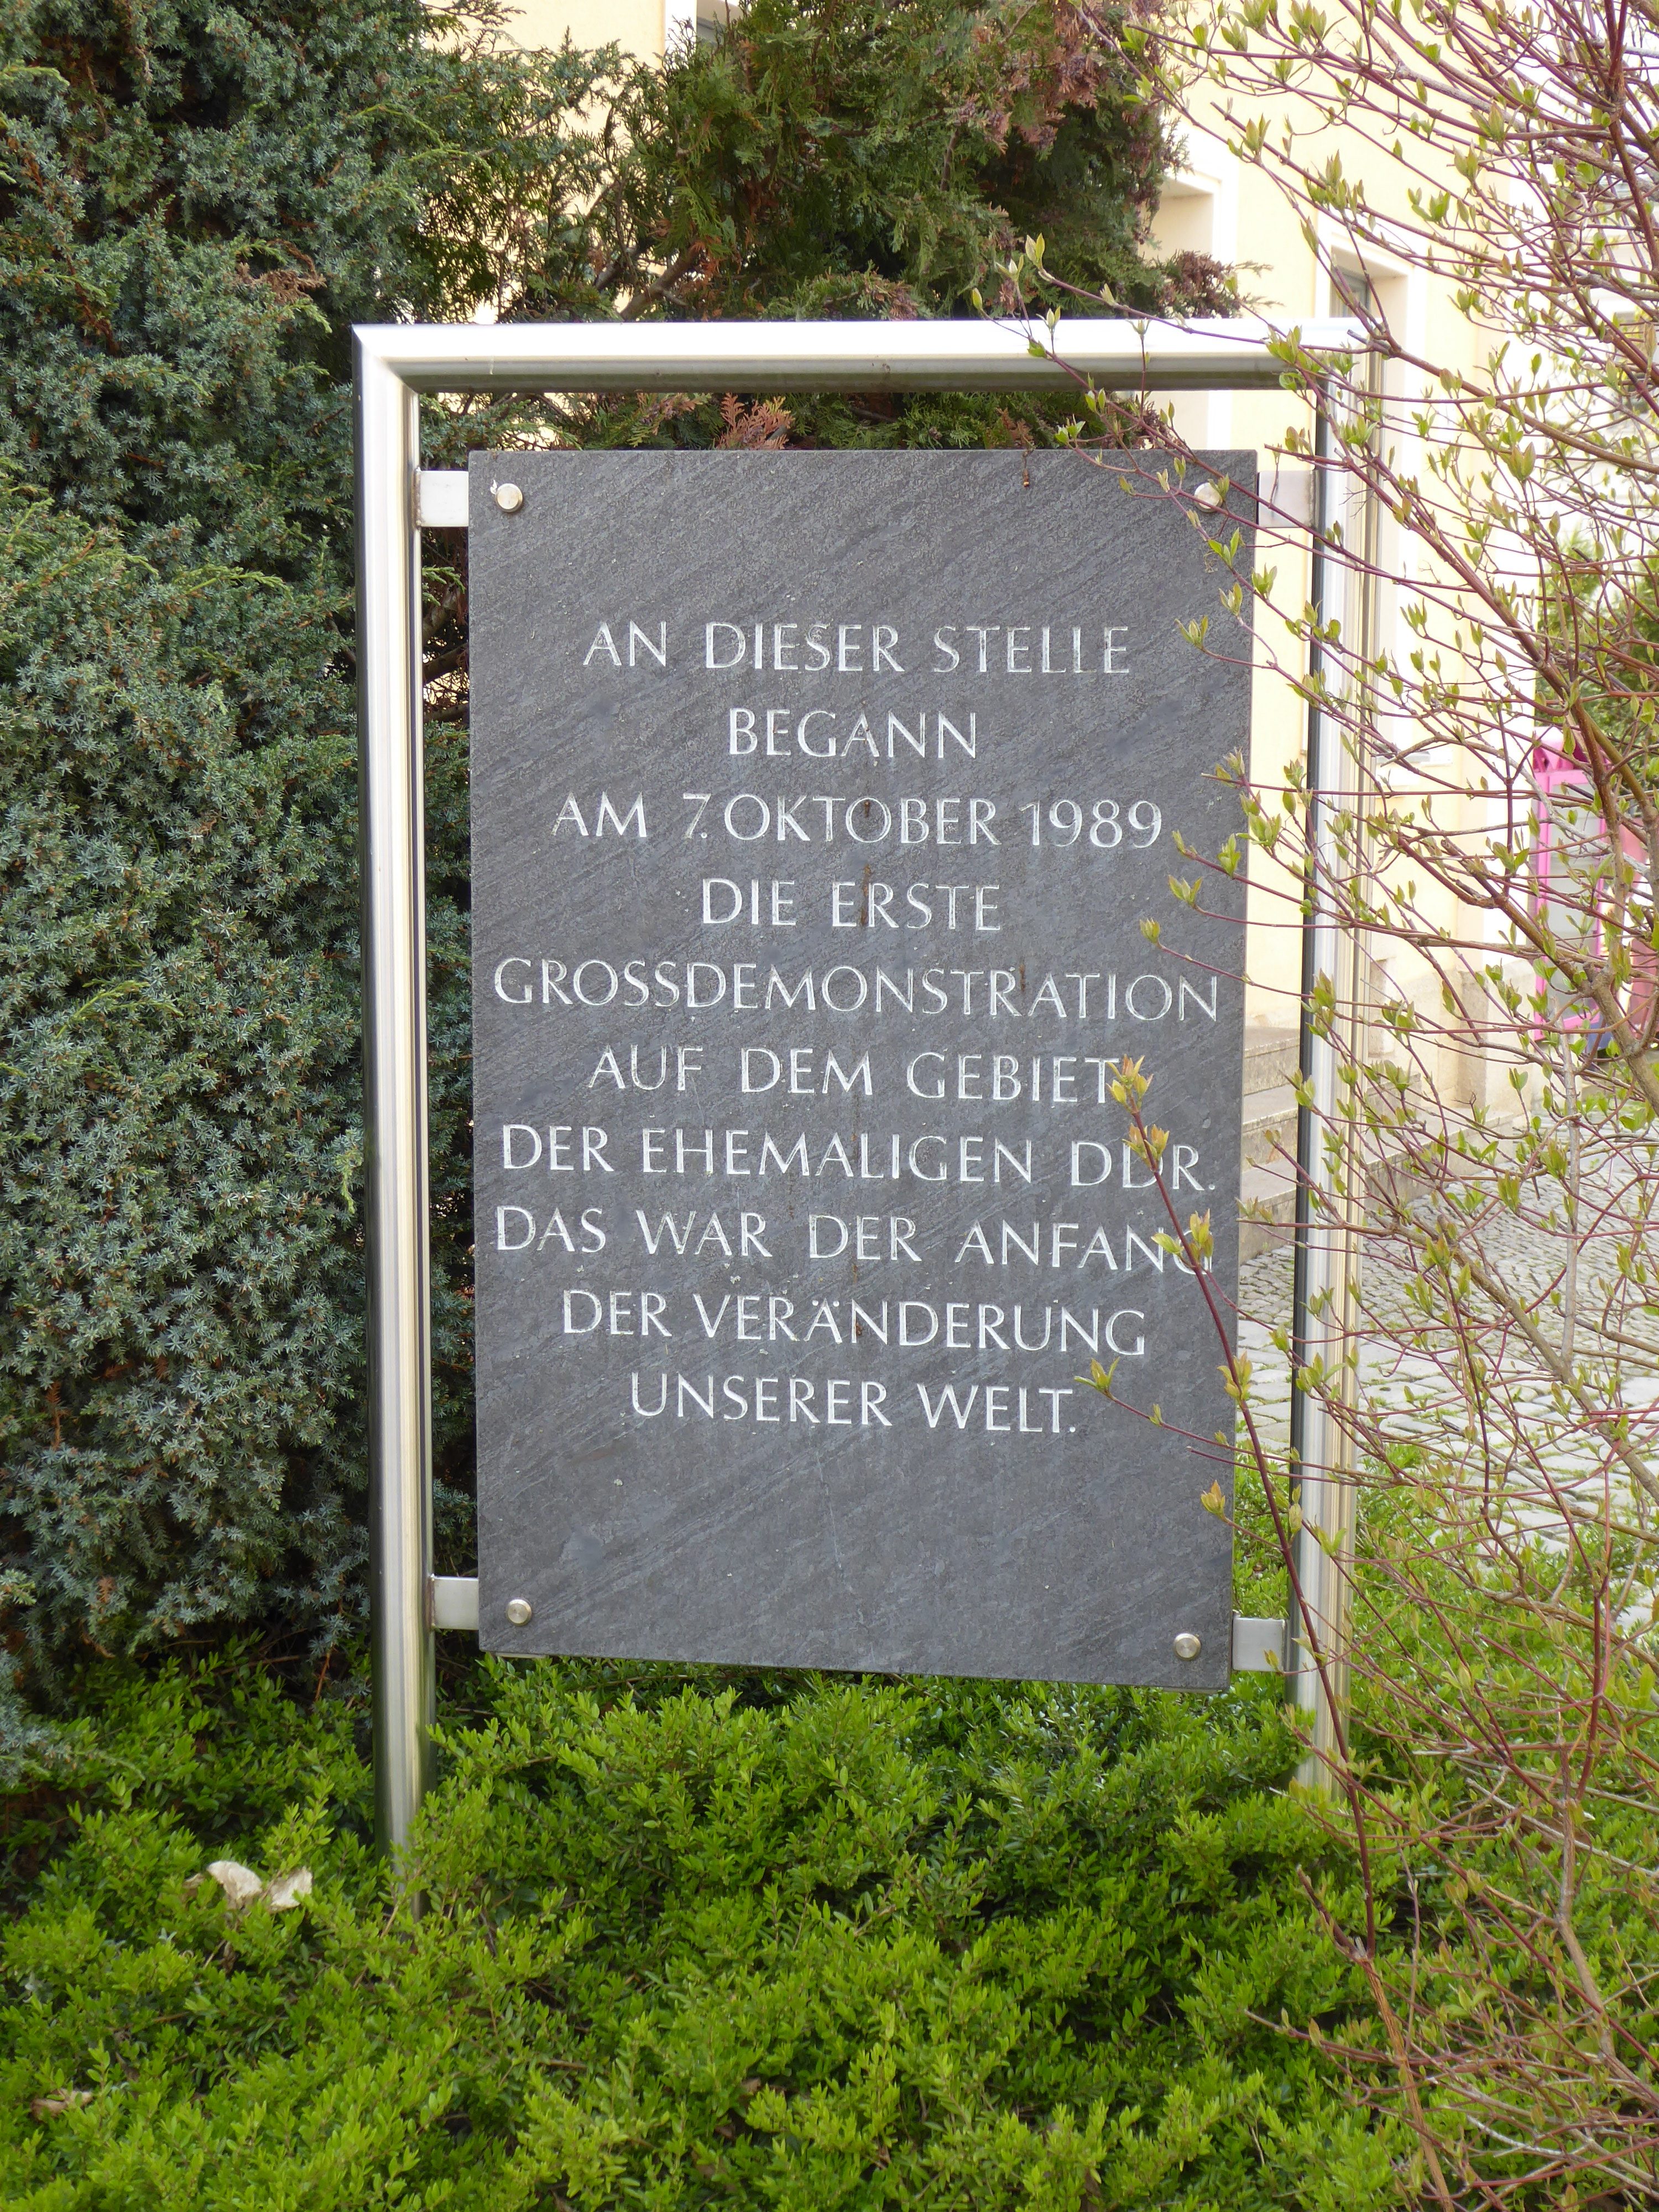 AN DIESER STELLE
BEGANN
AM 7. OKTOBER 1989
DIE ERSTE
GROSSDEMONSTRATION
AUF DEM GEBIET
DER EHEMALIGEN DDR.
DAS WAR DER ANFANG
DER VERÄNDERUNG
UNSERER WELT.